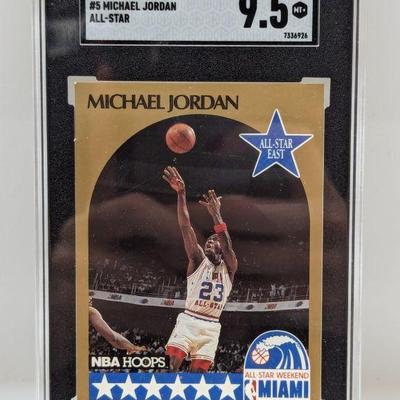 #5 MICHAEL JORDAN
ALL-STAR
9.5
MT+
7336926
MICHAEL JORDAN
ALL-STAR
EAST
23
ALL-STAR
NBA HOOPS
ALL-STAR WEEKEND
MIAMI